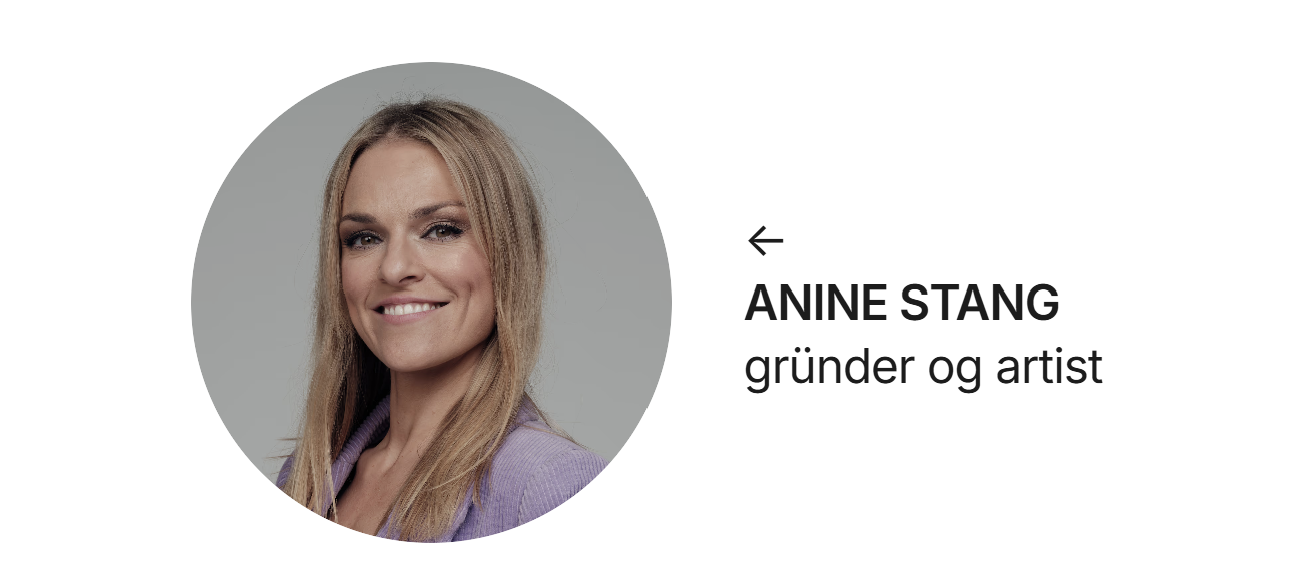 ←
ANINE STANG
gründer og artist